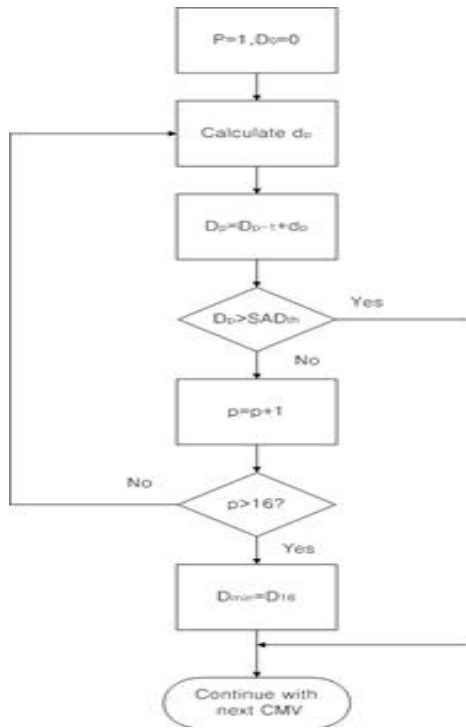 P=1,D₀=0
Calculate dₚ
Dₚ=Dₚ₋₁+dₚ
Dₚ>SADₜₕ
Yes
No
p=p+1
p>16?
No
Yes
Dₘᵢₙ=D₁₆
Continue with
next CMV